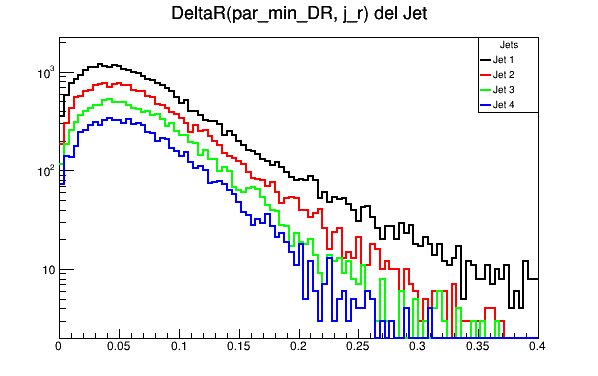 DeltaR(par_min_DR, j_r) del Jet
Jets
Jet 1
Jet 2
Jet 3
Jet 4
10³
10²
10
0 0.05 0.1 0.15 0.2 0.25 0.3 0.35 0.4